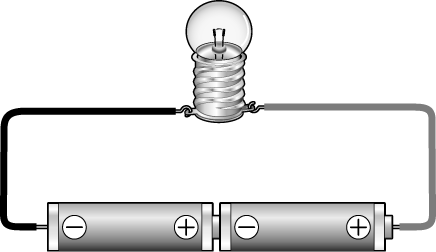 − + − +